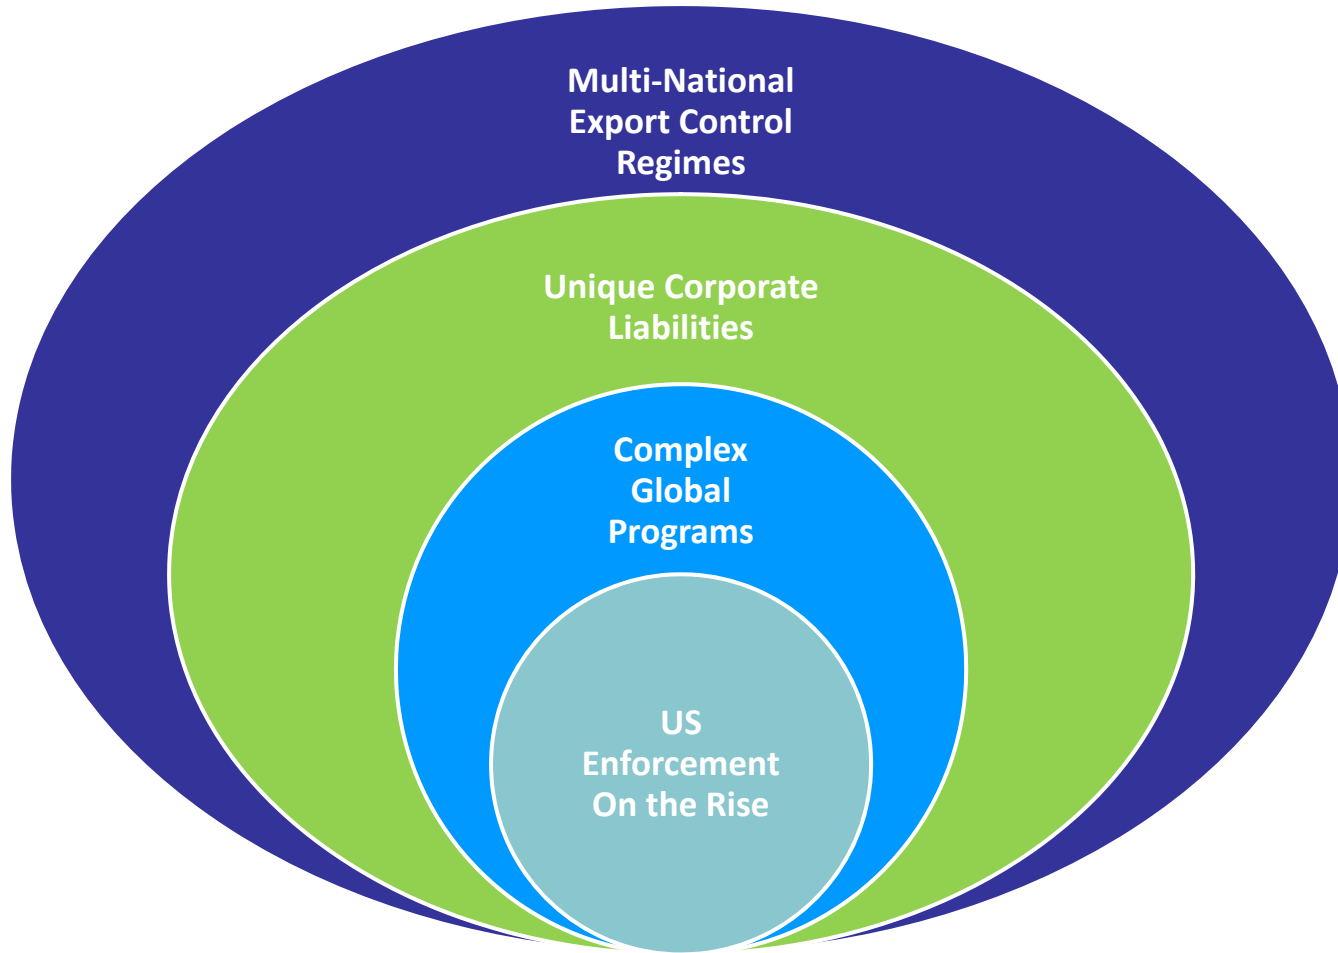 Multi-National
Export Control
Regimes
Unique Corporate
Liabilities
Complex
Global
Programs
US
Enforcement
On the Rise